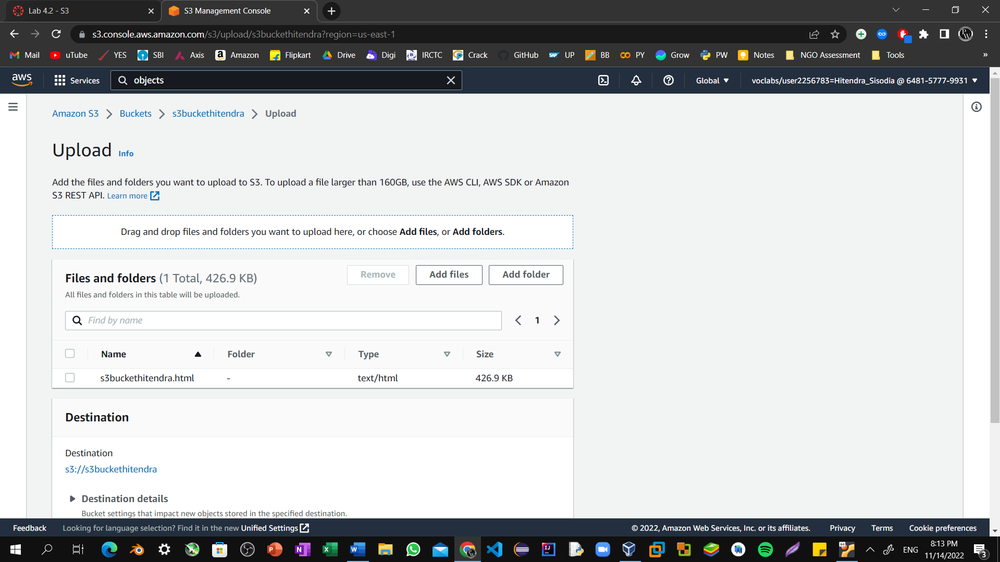 Lab 4.2 - S3
S3 Management Console
s3.console.aws.amazon.com/s3/upload/s3buckethitendra?region=us-east-1
Mail uTube YES SBI Axis Amazon Flipkart Drive Digi IRCTC Crack GitHub UP BB PY Grow PW Notes NGO Assessment Tools »
aws Services objects Global voclabs/user2256783=Hitendra_Sisodia @ 6481-5777-9931
Amazon S3 Buckets s3buckethitendra Upload
Upload Info
Add the files and folders you want to upload to S3. To upload a file larger than 160GB, use the AWS CLI, AWS SDK or Amazon
S3 REST API. Learn more
Drag and drop files and folders you want to upload here, or choose Add files, or Add folders.
Files and folders (1 Total, 426.9 KB) Remove Add files Add folder
All files and folders in this table will be uploaded.
Find by name 1
Name Folder Type Size
s3buckethitendra.html - text/html 426.9 KB
Destination
Destination
s3://s3buckethitendra
Destination details
Bucket settings that impact new objects stored in the specified destination.
Feedback Looking for language selection? Find it in the new Unified Settings © 2022, Amazon Web Services, Inc. or its affiliates. Privacy Terms Cookie preferences
ENG 8:13 PM
11/14/2022 3